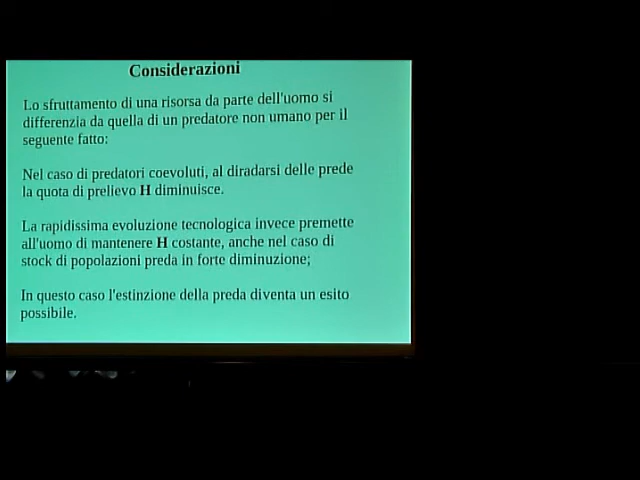 Considerazioni
Lo sfruttamento di una risorsa da parte dell'uomo si
differenzia da quella di un predatore non umano per il
seguente fatto:
Nel caso di predatori coevoluti, al diradarsi delle prede
la quota di prelievo H diminuisce.
La rapidissima evoluzione tecnologica invece premette
all'uomo di mantenere H costante, anche nel caso di
stock di popolazioni preda in forte diminuzione;
In questo caso l'estinzione della preda diventa un esito
possibile.